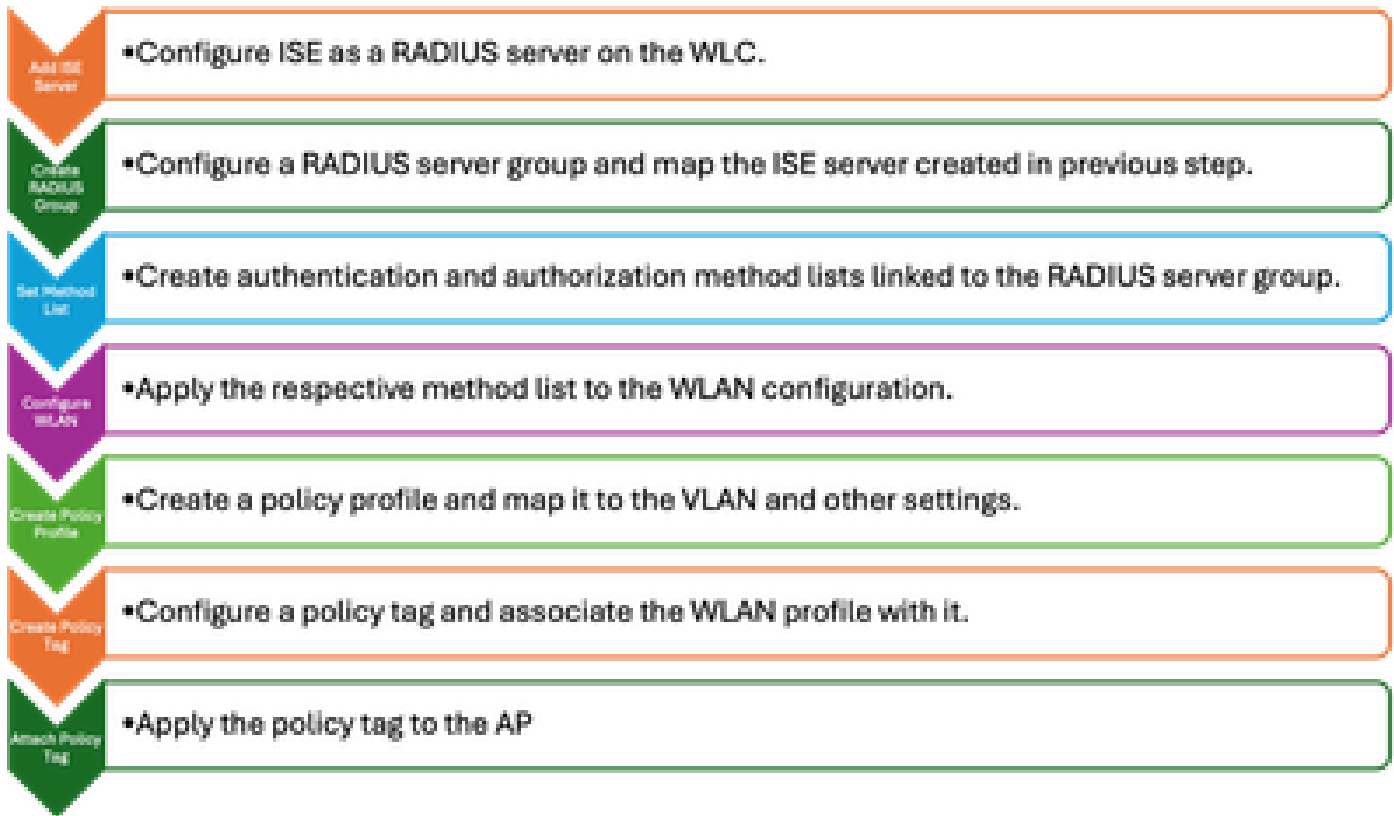 Add ISE
Server
•Configure ISE as a RADIUS server on the WLC.
Create
RADIUS
Group
•Configure a RADIUS server group and map the ISE server created in previous step.
Set Method
List
•Create authentication and authorization method lists linked to the RADIUS server group.
Configure
WLAN
•Apply the respective method list to the WLAN configuration.
Create Policy
Profile
•Create a policy profile and map it to the VLAN and other settings.
Create Policy
Tag
•Configure a policy tag and associate the WLAN profile with it.
Attach Policy
Tag
•Apply the policy tag to the AP